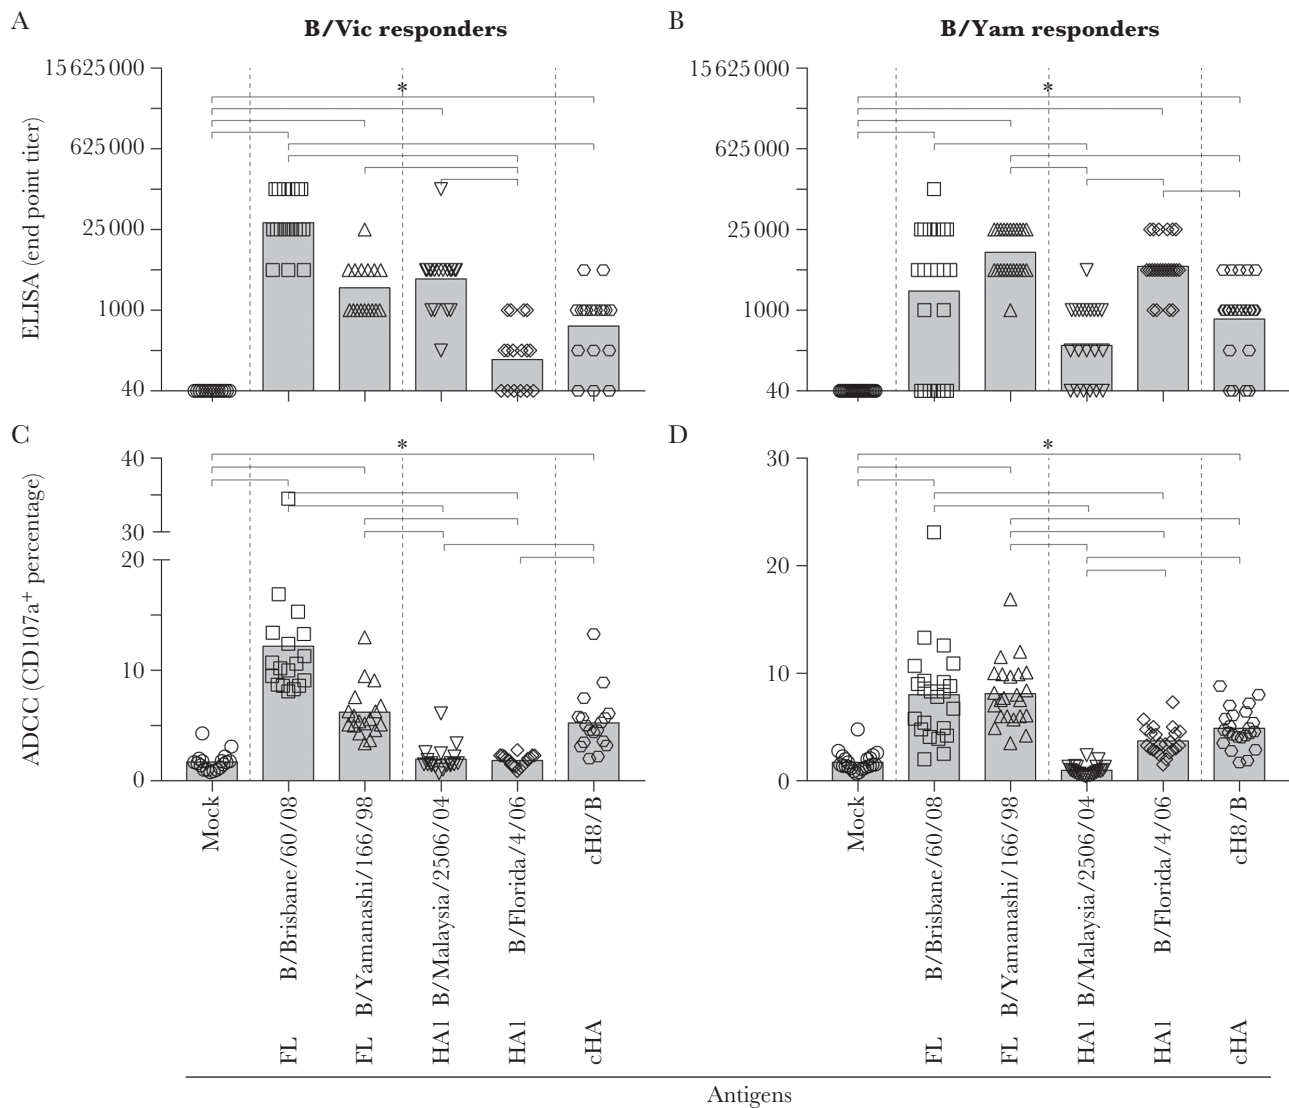 A
B/Vic responders
B
B/Yam responders
ELISA (end point titer)
15 625 000
625 000
25 000
1000
40
*
15 625 000
625 000
25 000
1000
40
*
C
D
ADCC (CD107a+ percentage)
40
30
20
10
0
*
30
20
10
0
*
Mock
FL B/Brisbane/60/08
FL B/Yamanashi/166/98
HA1 B/Malaysia/2506/04
HA1 B/Florida/4/06
cHA cH8/B
Mock
FL B/Brisbane/60/08
FL B/Yamanashi/166/98
HA1 B/Malaysia/2506/04
HA1 B/Florida/4/06
cHA cH8/B
Antigens